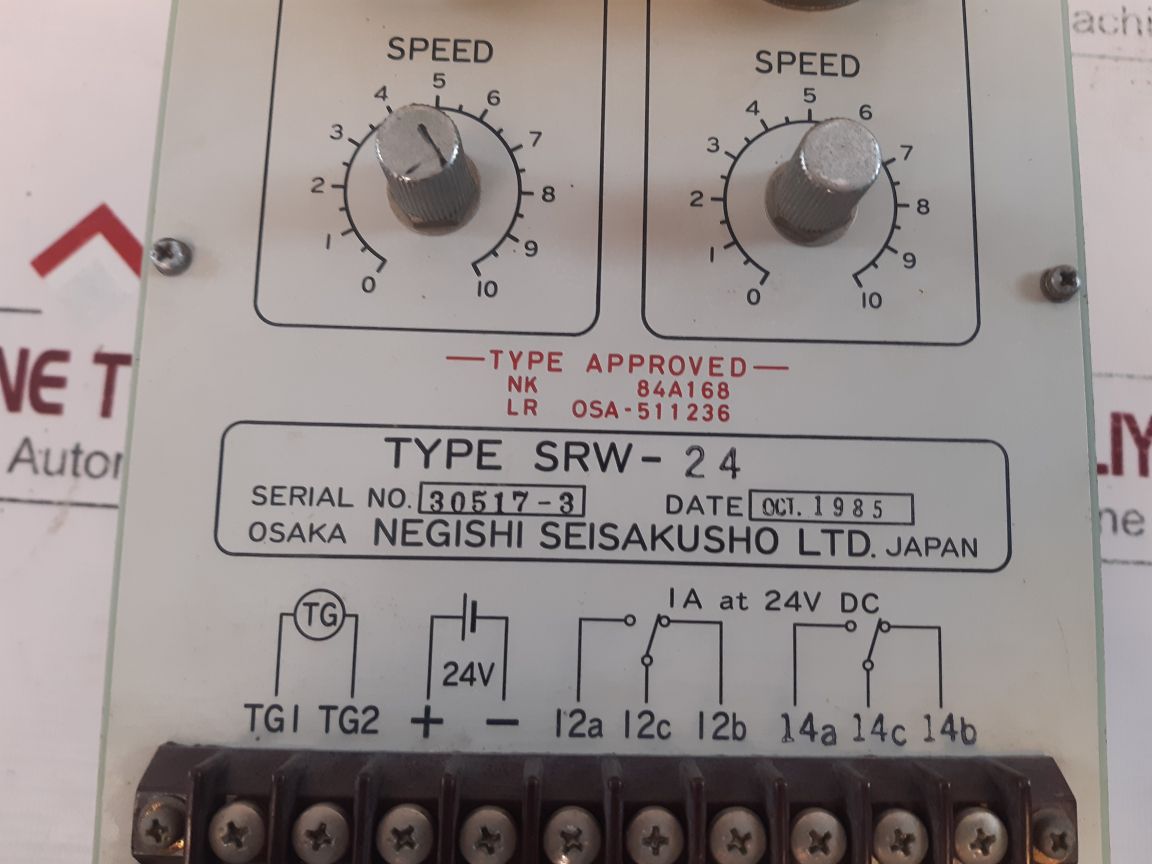 SPEED
0 1 2 3 4 5 6 7 8 9 10
SPEED
0 1 2 3 4 5 6 7 8 9 10
TYPE APPROVED
NK 84A168
LR OSA-511236
TYPE SRW-24
SERIAL NO. 30517-3 DATE OCT. 1985
OSAKA NEGISHI SEISAKUSHO LTD. JAPAN
TG
24V
1A at 24V DC
TG1 TG2 + − 12a 12c 12b 14a 14c 14b